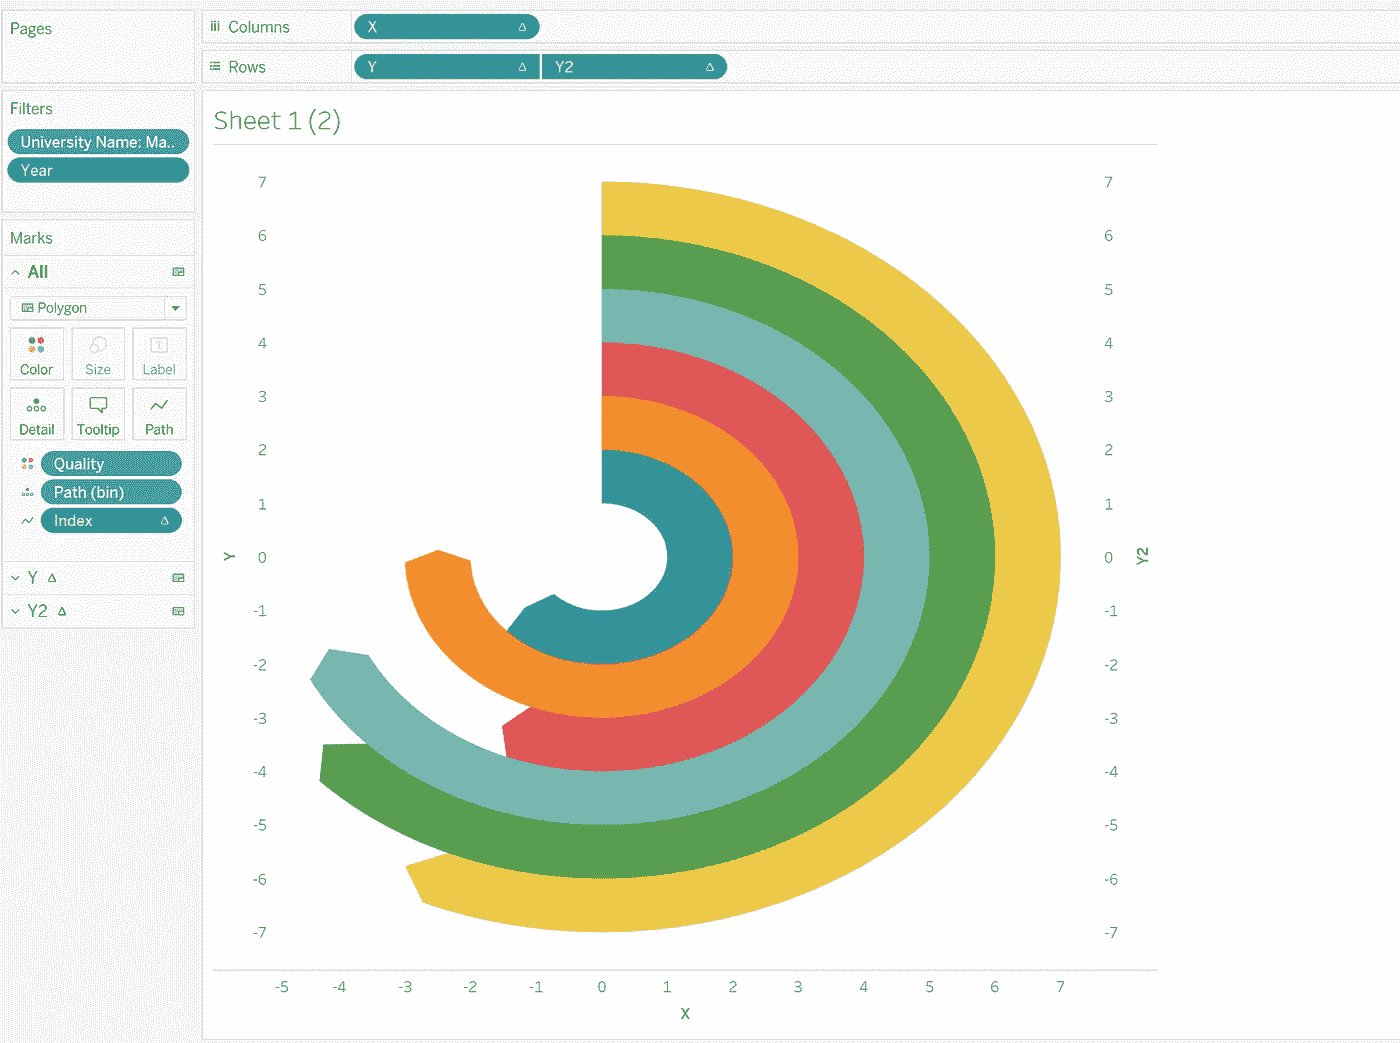 Pages
Columns
X
Rows
Y
Y2
Filters
University Name: Ma..
Year
Marks
All
Polygon
Color
Size
Label
Detail
Tooltip
Path
Quality
Path (bin)
Index
Y
Y2
Sheet 1 (2)
7
6
5
4
3
2
1
0
-1
-2
-3
-4
-5
-6
-7
Y
7
6
5
4
3
2
1
0
-1
-2
-3
-4
-5
-6
-7
Y2
-5 -4 -3 -2 -1 0 1 2 3 4 5 6 7
X